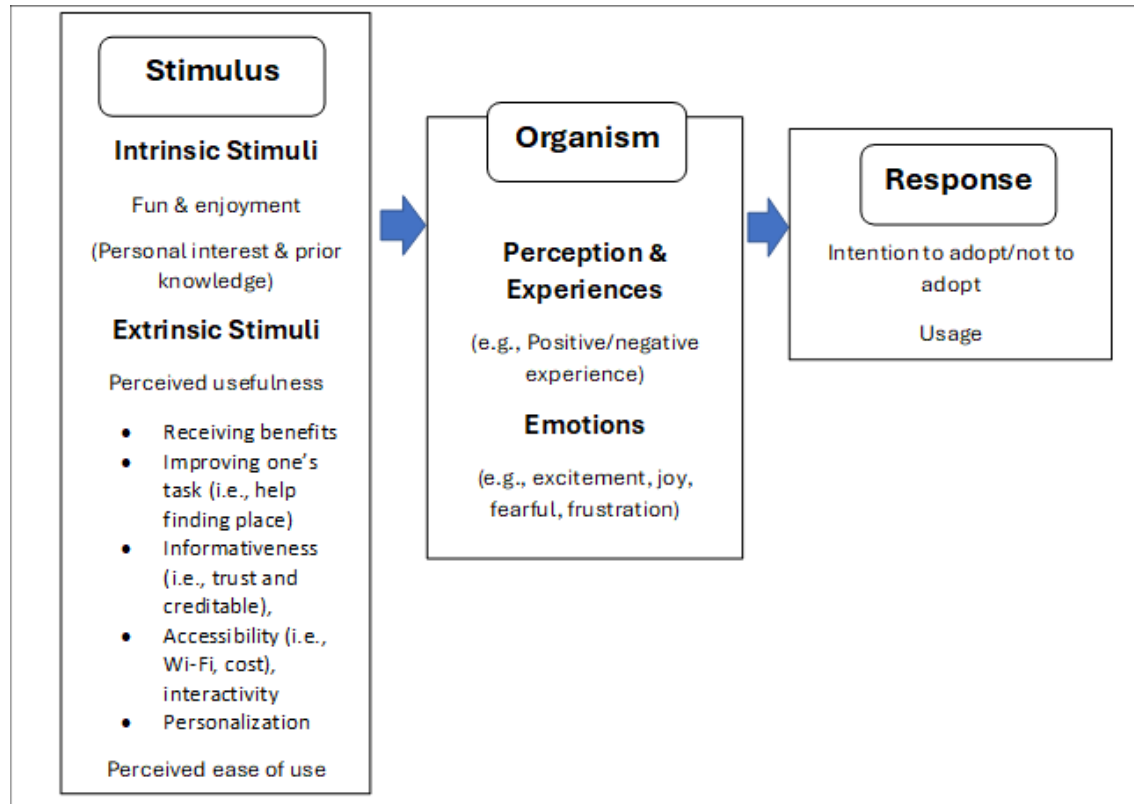 Stimulus
Intrinsic Stimuli
Fun & enjoyment
(Personal interest & prior
knowledge)
Extrinsic Stimuli
Perceived usefulness
● Receiving benefits
● Improving one’s
task (i.e., help
finding place)
● Informativeness
(i.e., trust and
creditable),
● Accessibility (i.e.,
Wi-Fi, cost),
interactivity
● Personalization
Perceived ease of use
Organism
Perception &
Experiences
(e.g., Positive/negative
experience)
Emotions
(e.g., excitement, joy,
fearful, frustration)
Response
Intention to adopt/not to
adopt
Usage